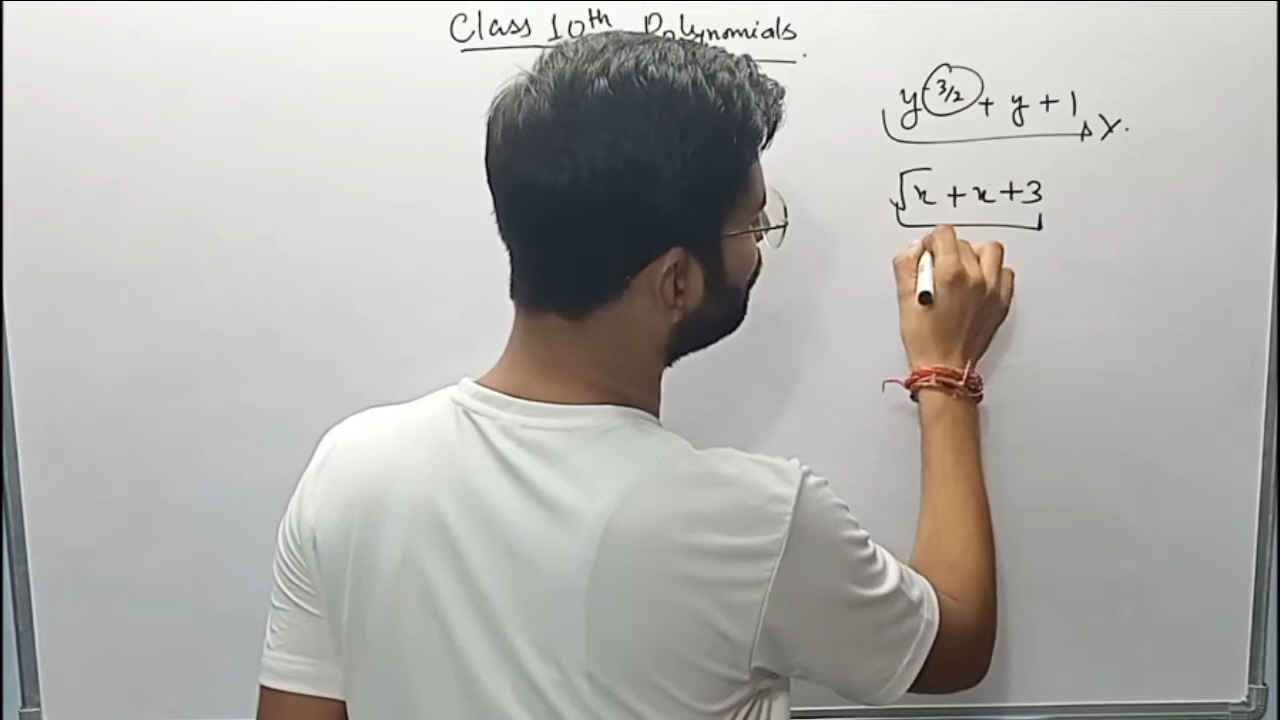 Class 10th Polynomials
y^-3/2 + y + 1 x.
√x + x + 3